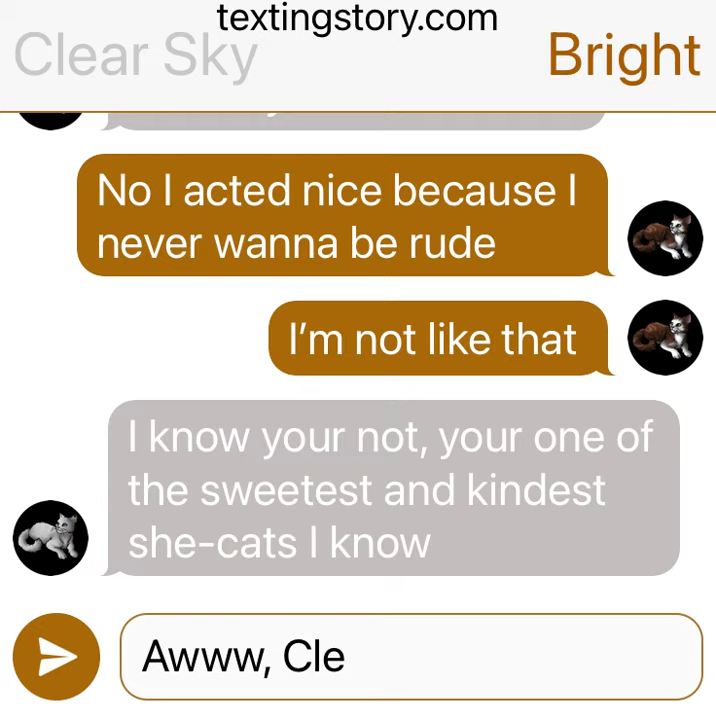 textingstory.com
Clear Sky
Bright
No I acted nice because I
never wanna be rude
I'm not like that
I know your not, your one of
the sweetest and kindest
she-cats I know
Awww, Cle